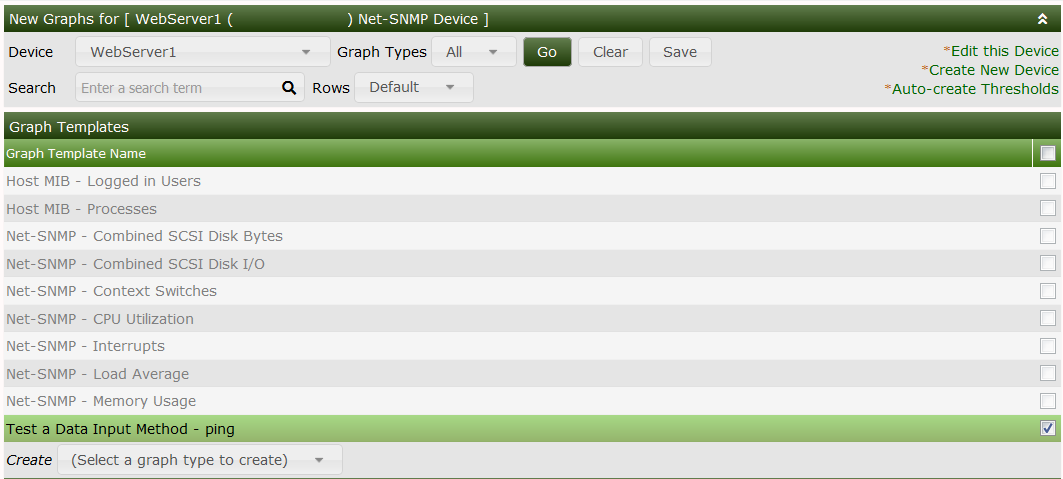 New Graphs for [ WebServer1 ( ) Net-SNMP Device ]
Device WebServer1 Graph Types All Go Clear Save *Edit this Device
*Create New Device
Search Enter a search term Rows Default *Auto-create Thresholds
Graph Templates
Graph Template Name
Host MIB - Logged in Users
Host MIB - Processes
Net-SNMP - Combined SCSI Disk Bytes
Net-SNMP - Combined SCSI Disk I/O
Net-SNMP - Context Switches
Net-SNMP - CPU Utilization
Net-SNMP - Interrupts
Net-SNMP - Load Average
Net-SNMP - Memory Usage
Test a Data Input Method - ping
Create (Select a graph type to create)